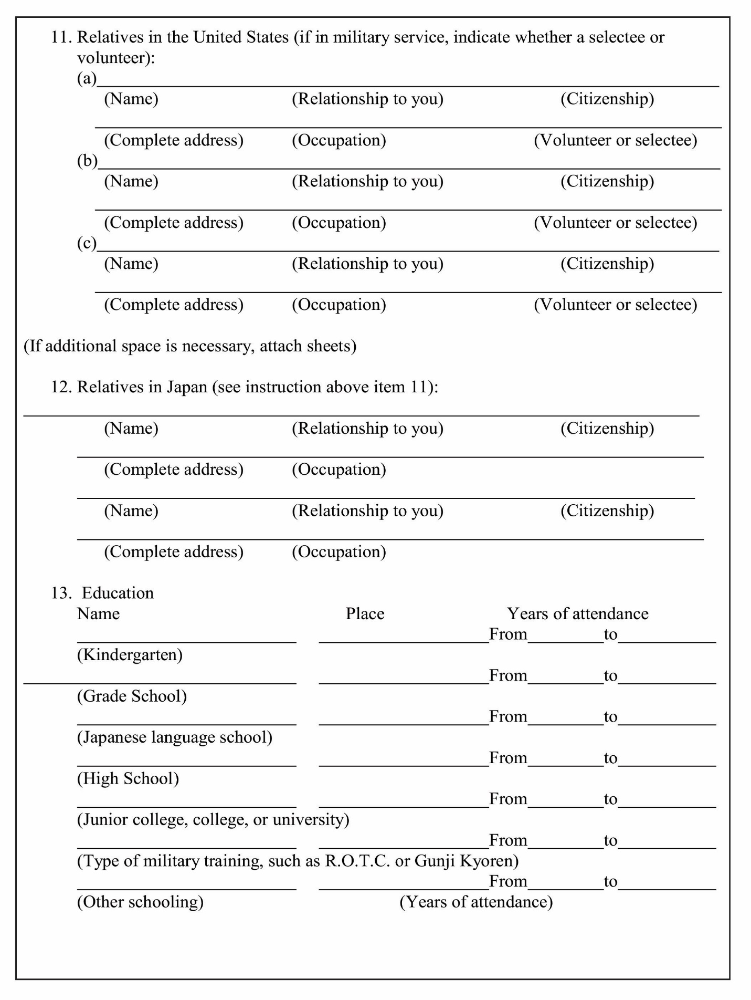 11. Relatives in the United States (if in military service, indicate whether a selectee or
volunteer):
(a)
(Name) (Relationship to you) (Citizenship)
(Complete address) (Occupation) (Volunteer or selectee)
(b)
(Name) (Relationship to you) (Citizenship)
(Complete address) (Occupation) (Volunteer or selectee)
(c)
(Name) (Relationship to you) (Citizenship)
(Complete address) (Occupation) (Volunteer or selectee)
(If additional space is necessary, attach sheets)
12. Relatives in Japan (see instruction above item 11):
(Name) (Relationship to you) (Citizenship)
(Complete address) (Occupation)
(Name) (Relationship to you) (Citizenship)
(Complete address) (Occupation)
13. Education
Name Place Years of attendance
From to
(Kindergarten)
From to
(Grade School)
From to
(Japanese language school)
From to
(High School)
From to
(Junior college, college, or university)
From to
(Type of military training, such as R.O.T.C. or Gunji Kyoren)
From to
(Other schooling) (Years of attendance)